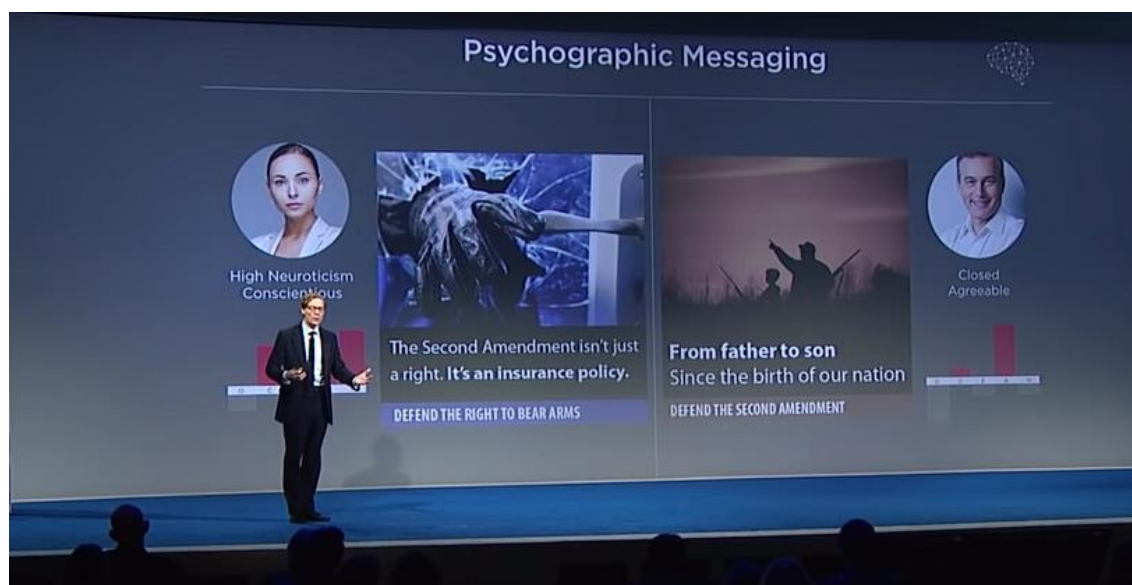 Psychographic Messaging
High Neuroticism
Conscientious
The Second Amendment isn't just
a right. It's an insurance policy.
DEFEND THE RIGHT TO BEAR ARMS
From father to son
Since the birth of our nation
DEFEND THE SECOND AMENDMENT
Closed
Agreeable
O C E A N